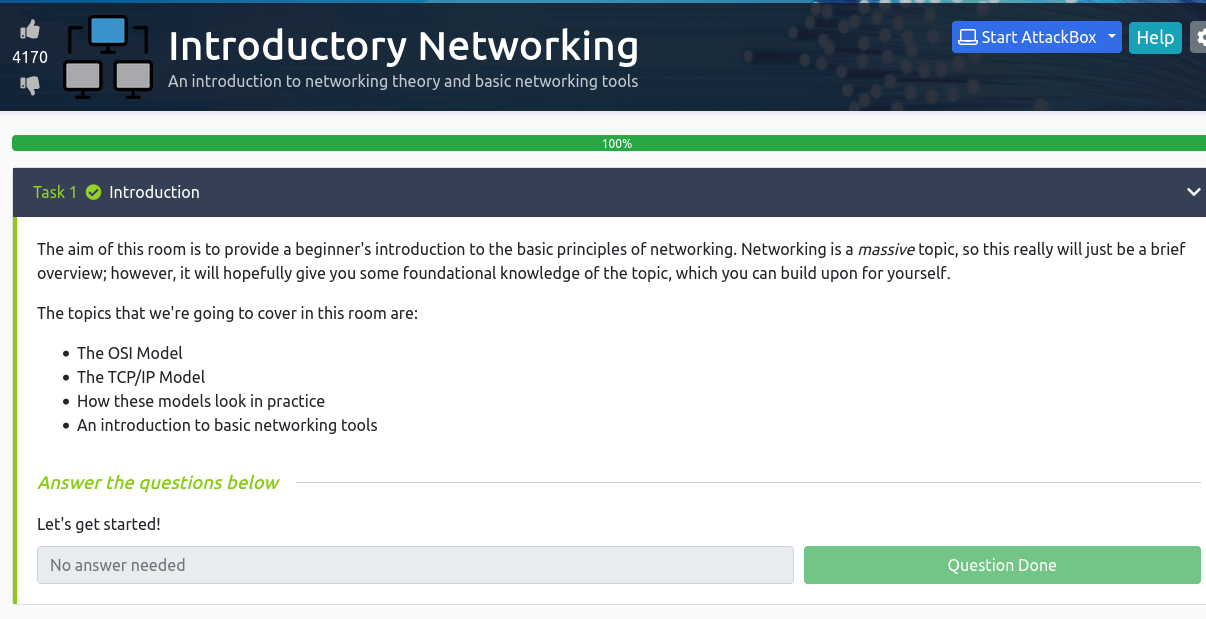 4170
Introductory Networking
An introduction to networking theory and basic networking tools
Start AttackBox
Help
100%
Task 1 Introduction
The aim of this room is to provide a beginner's introduction to the basic principles of networking. Networking is a massive topic, so this really will just be a brief
overview; however, it will hopefully give you some foundational knowledge of the topic, which you can build upon for yourself.
The topics that we're going to cover in this room are:
• The OSI Model
• The TCP/IP Model
• How these models look in practice
• An introduction to basic networking tools
Answer the questions below
Let's get started!
No answer needed
Question Done